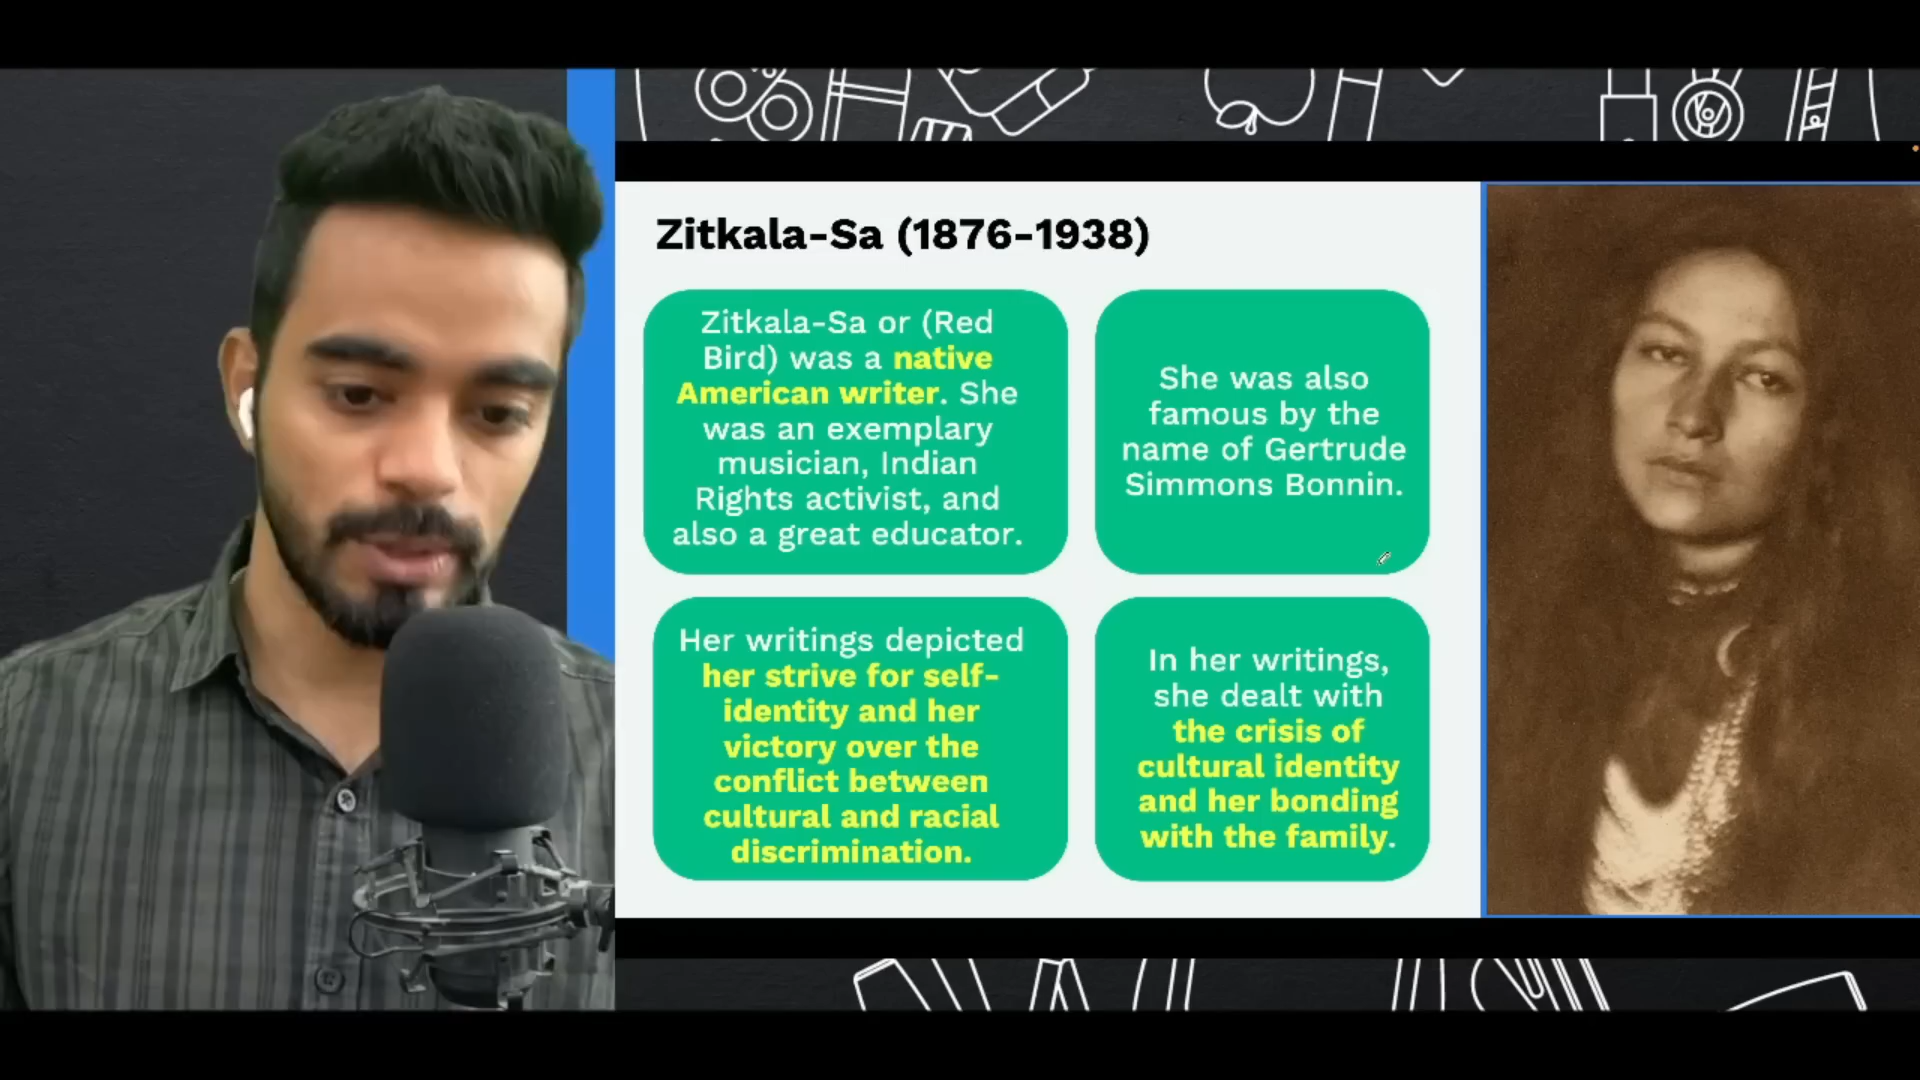 Zitkala-Sa (1876-1938)
Zitkala-Sa or (Red
Bird) was a native
American writer. She
was an exemplary
musician, Indian
Rights activist, and
also a great educator.
She was also
famous by the
name of Gertrude
Simmons Bonnin.
Her writings depicted
her strive for self-
identity and her
victory over the
conflict between
cultural and racial
discrimination.
In her writings,
she dealt with
the crisis of
cultural identity
and her bonding
with the family.